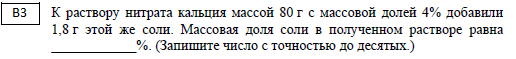 В3 К раствору нитрата кальция массой 80 г с массовой долей 4% добавили
1,8 г этой же соли. Массовая доля соли в полученном растворе равна
____________%. (Запишите число с точностью до десятых.)